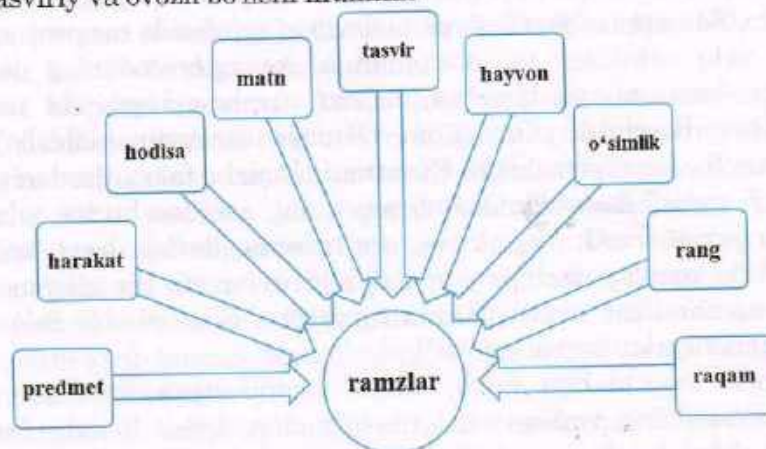 tasvir
matn
hayvon
hodisa
o‘simlik
harakat
rang
predmet
ramzlar
raqam